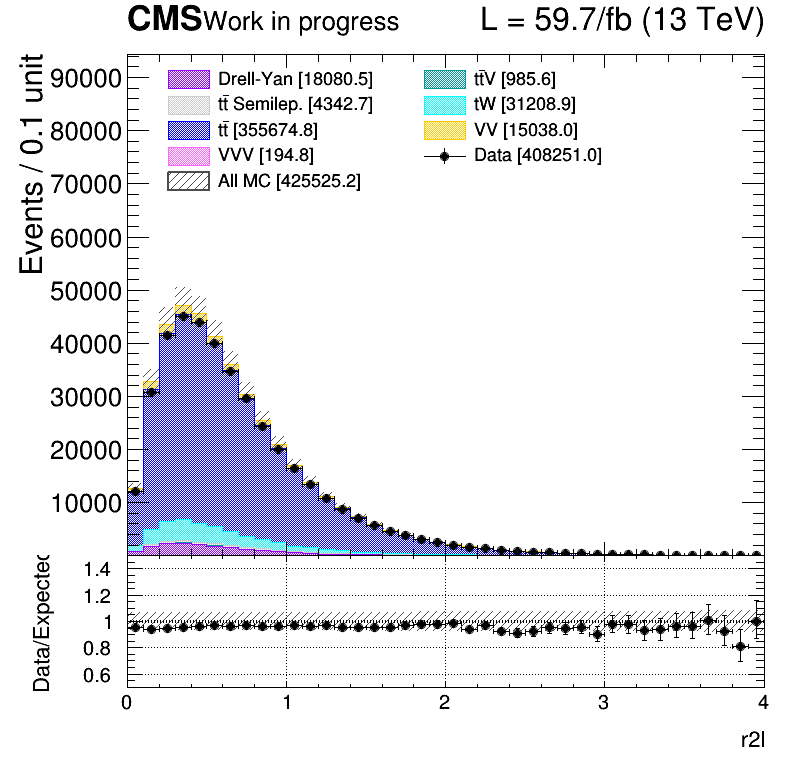 CMS Work in progress L = 59.7/fb (13 TeV)
Events / 0.1 unit
90000
80000
70000
60000
50000
40000
30000
20000
10000
Drell-Yan [18080.5]
tt̄ Semilep. [4342.7]
tt̄ [355674.8]
VVV [194.8]
All MC [425525.2]
tt̄V [985.6]
tW [31208.9]
VV [15038.0]
Data [408251.0]
Data/Expected
1.4
1.2
1
0.8
0.6
0 1 2 3 4
r2l